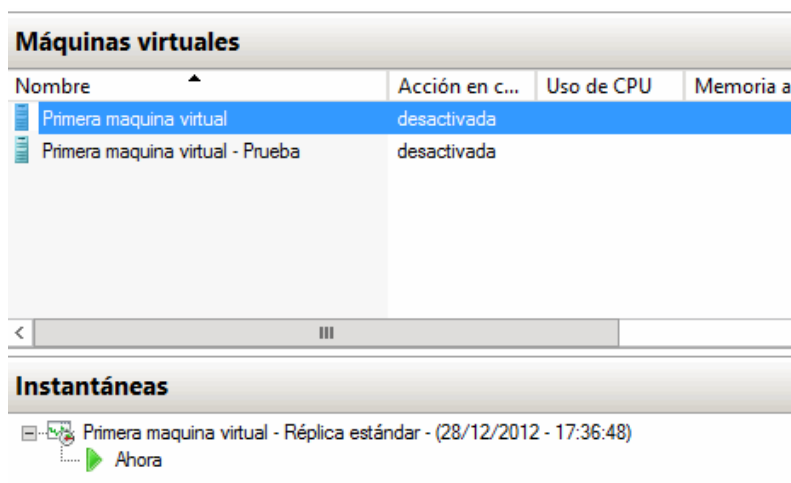 Máquinas virtuales
Nombre Acción en c... Uso de CPU Memoria a
Primera maquina virtual desactivada
Primera maquina virtual - Prueba desactivada
Instantáneas
Primera maquina virtual - Réplica estándar - (28/12/2012 - 17:36:48)
Ahora